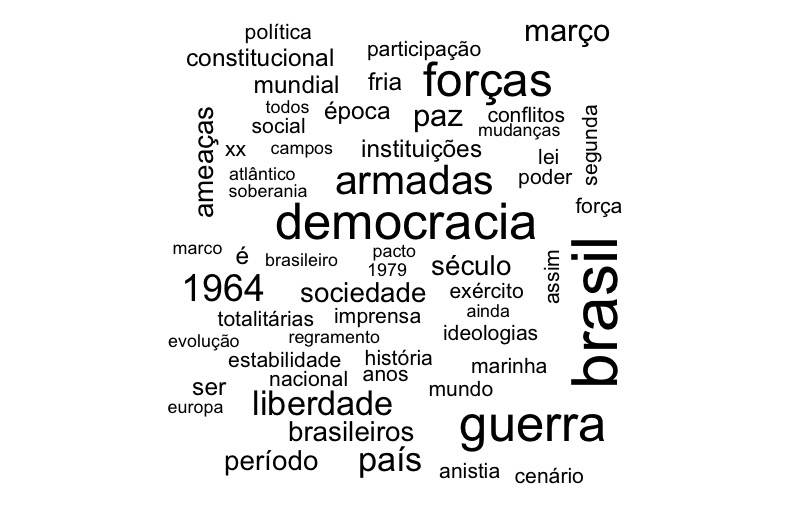 política
março
constitucional
participação
mundial
fria
forças
todos
época
paz
conflitos
social
mudanças
ameaças
segunda
xx
campos
instituições
lei
atlântico
armadas
poder
soberania
força
democracia
marco
é
brasileiro
pacto
1979
século
assim
brasil
1964
sociedade
exército
ainda
totalitárias
imprensa
ideologias
evolução
regramento
estabilidade
história
marinha
nacional
anos
ser
mundo
europa
liberdade
guerra
brasileiros
período
país
anistia
cenário